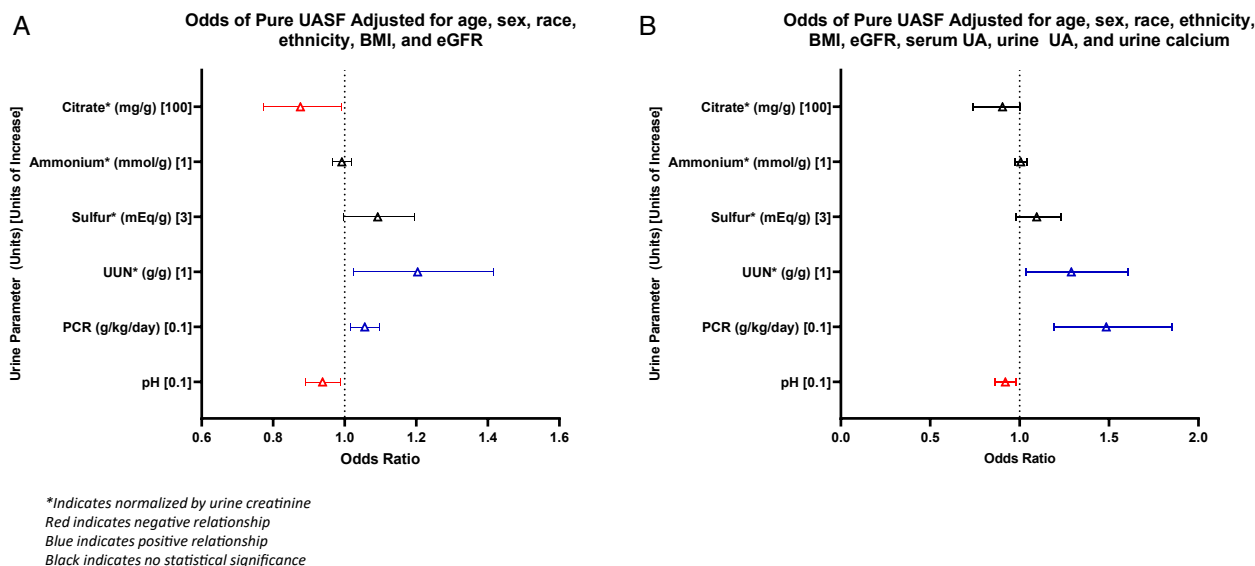 A
Odds of Pure UASF Adjusted for age, sex, race,
ethnicity, BMI, and eGFR
Urine Parameter (Units) [Units of Increase]
Citrate* (mg/g) [100]
Ammonium* (mmol/g) [1]
Sulfur* (mEq/g) [3]
UUN* (g/g) [1]
PCR (g/kg/day) [0.1]
pH [0.1]
0.6 0.8 1.0 1.2 1.4 1.6
Odds Ratio
B
Odds of Pure UASF Adjusted for age, sex, race, ethnicity,
BMI, eGFR, serum UA, urine UA, and urine calcium
Urine Parameter (Units) [Units of Increase]
Citrate* (mg/g) [100]
Ammonium* (mmol/g) [1]
Sulfur* (mEq/g) [3]
UUN* (g/g) [1]
PCR (g/kg/day) [0.1]
pH [0.1]
0.0 0.5 1.0 1.5 2.0
Odds Ratio
*Indicates normalized by urine creatinine
Red indicates negative relationship
Blue indicates positive relationship
Black indicates no statistical significance